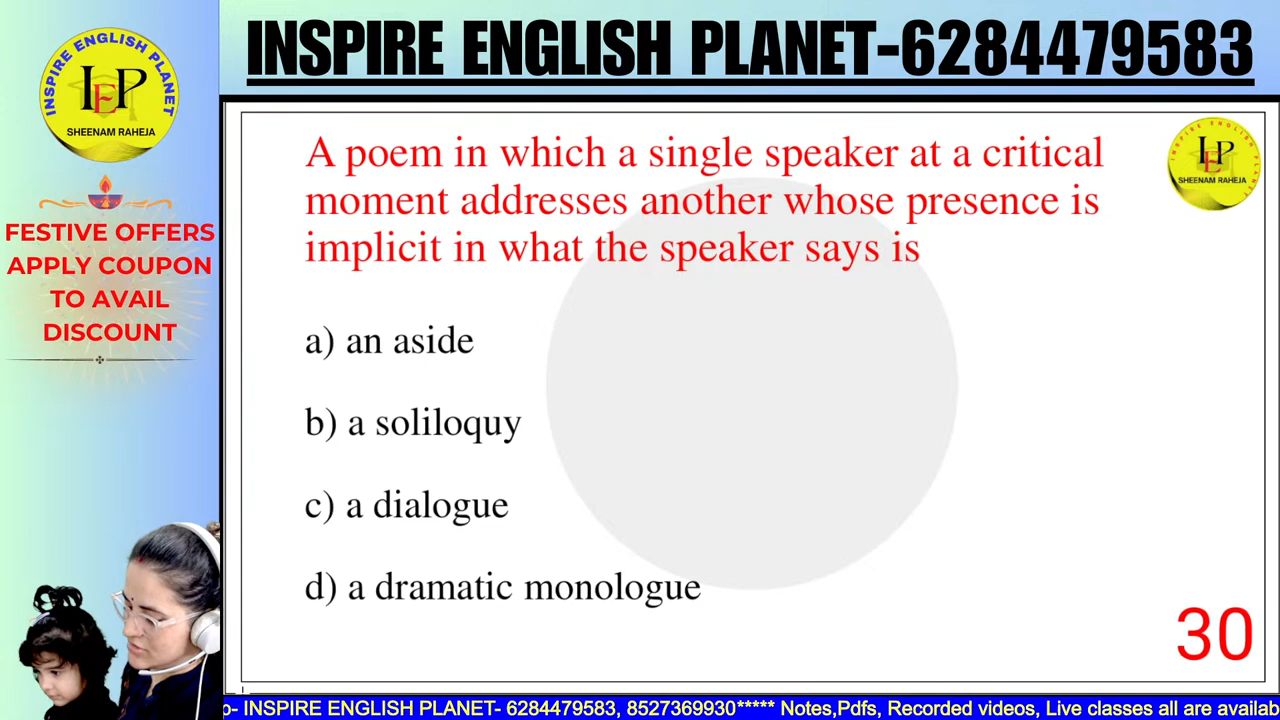 INSPIRE ENGLISH PLANET-6284479583
INSPIRE ENGLISH PLANET
IEP
SHEENAM RAHEJA
FESTIVE OFFERS
APPLY COUPON
TO AVAIL
DISCOUNT
A poem in which a single speaker at a critical
moment addresses another whose presence is
implicit in what the speaker says is
a) an aside
b) a soliloquy
c) a dialogue
d) a dramatic monologue
INSPIRE ENGLISH PLANET
IEP
SHEENAM RAHEJA
30
o- INSPIRE ENGLISH PLANET- 6284479583, 8527369930***** Notes,Pdfs, Recorded videos, Live classes all are availab